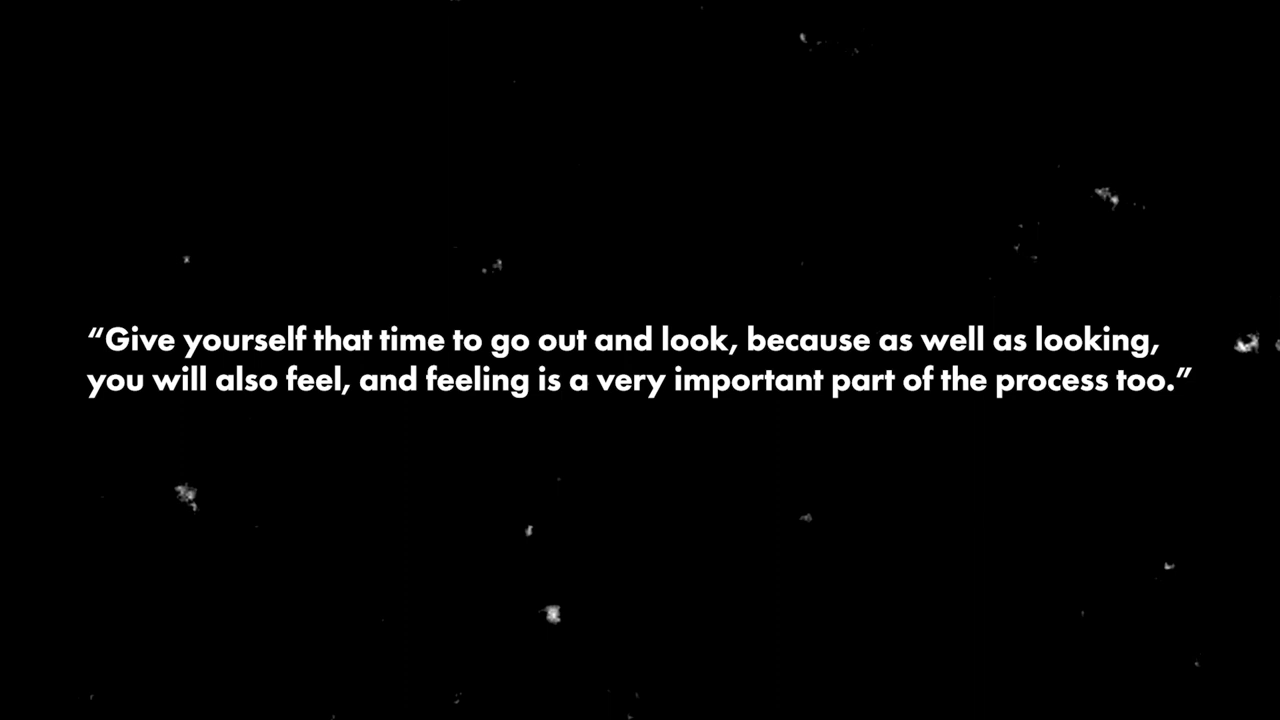 “Give yourself that time to go out and look, because as well as looking,
you will also feel, and feeling is a very important part of the process too.”